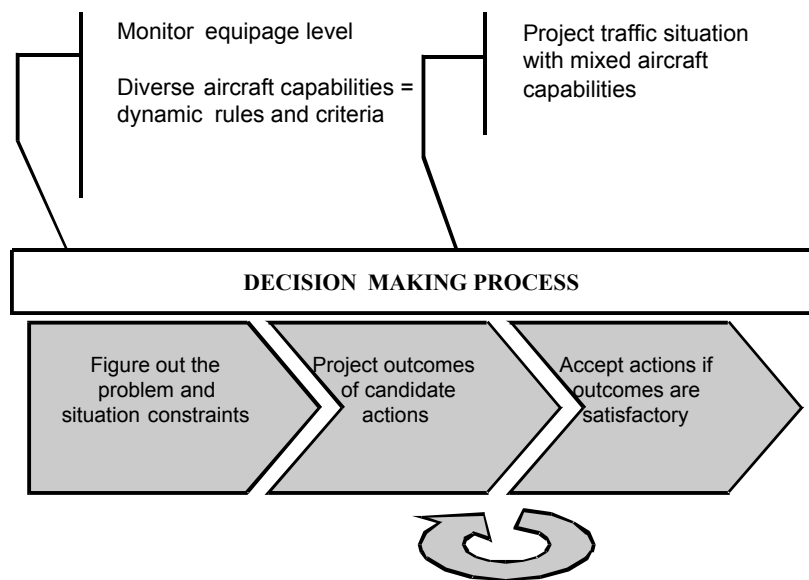 Monitor equipage level
Diverse aircraft capabilities =
dynamic rules and criteria
Project traffic situation
with mixed aircraft
capabilities
DECISION MAKING PROCESS
Figure out the
problem and
situation constraints
Project outcomes
of candidate
actions
Accept actions if
outcomes are
satisfactory